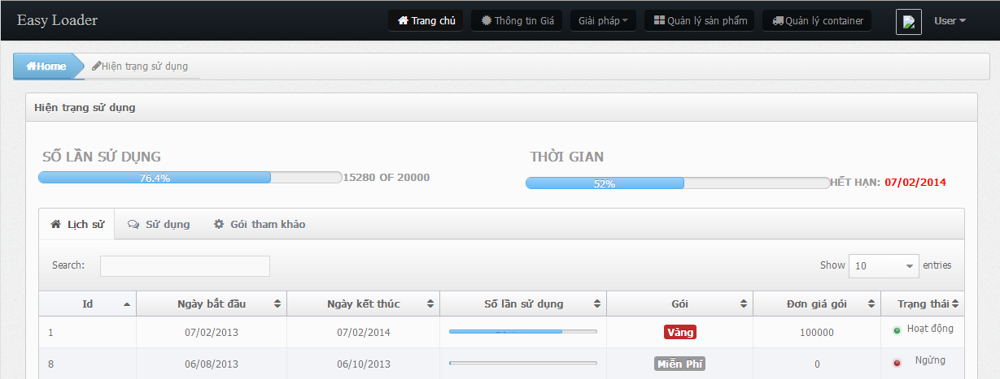 Easy Loader Trang chủ Thông tin Giá Giải pháp Quản lý sản phẩm Quản lý container User
Home Hiện trạng sử dụng
Hiện trạng sử dụng
SỐ LẦN SỬ DỤNG THỜI GIAN
76.4% 15280 OF 20000 52% HẾT HẠN: 07/02/2014
Lịch sử Sử dụng Gói tham khảo
Search: Show 10 entries
Id Ngày bắt đầu Ngày kết thúc Số lần sử dụng Gói Đơn giá gói Trạng thái
1 07/02/2013 07/02/2014 Vàng 100000 Hoạt động
8 06/08/2013 06/10/2013 Miễn Phí 0 Ngừng